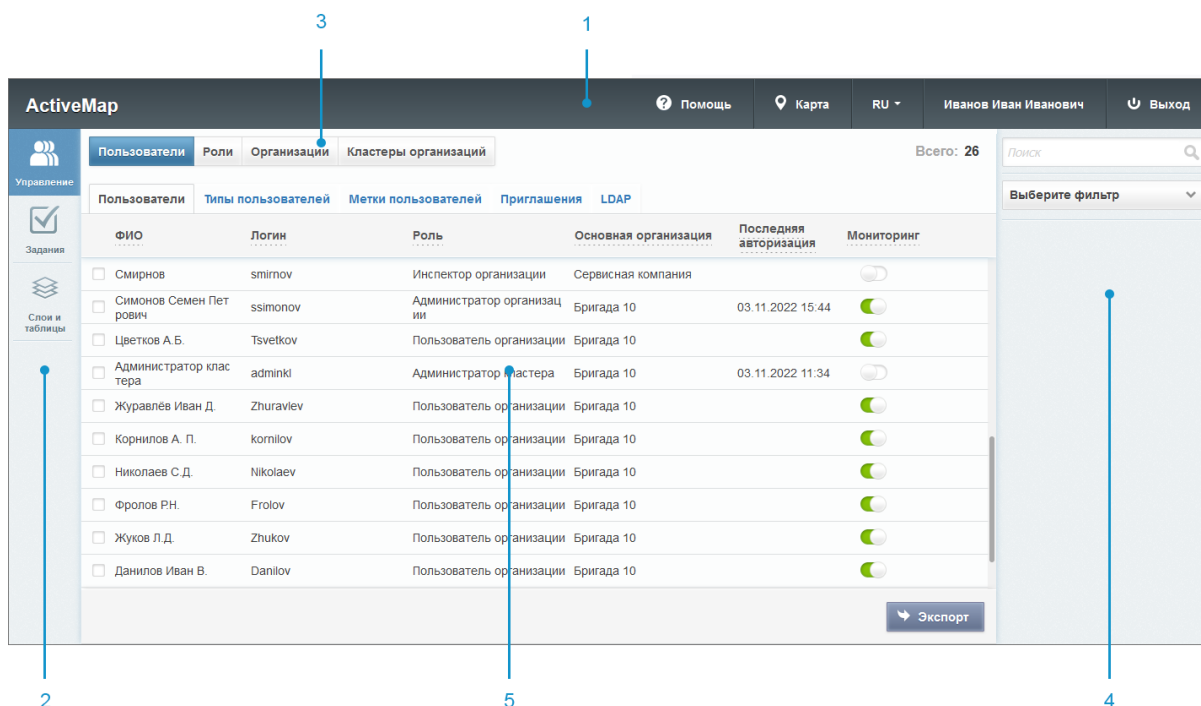 3 1
ActiveMap Помощь Карта RU Иванов Иван Иванович Выход
Управление
Задания
Слои и
таблицы
Пользователи Роли Организации Кластеры организаций Всего: 26
Пользователи Типы пользователей Метки пользователей Приглашения LDAP
ФИО Логин Роль Основная организация Последняя авторизация Мониторинг
Смирнов smirnov Инспектор организации Сервисная компания
Симонов Семен Пет
рович ssimonov Администратор организац
ии Бригада 10 03.11.2022 15:44
Цветков А.Б. Tsvetkov Пользователь организации Бригада 10
Администратор клас
тера adminkl Администратор кластера Бригада 10 03.11.2022 11:34
Журавлёв Иван Д. Zhuravlev Пользователь организации Бригада 10
Корнилов А. П. kornilov Пользователь организации Бригада 10
Николаев С.Д. Nikolaev Пользователь организации Бригада 10
Фролов Р.Н. Frolov Пользователь организации Бригада 10
Жуков Л.Д. Zhukov Пользователь организации Бригада 10
Данилов Иван В. Danilov Пользователь организации Бригада 10
Экспорт
Поиск
Выберите фильтр
2 5 4